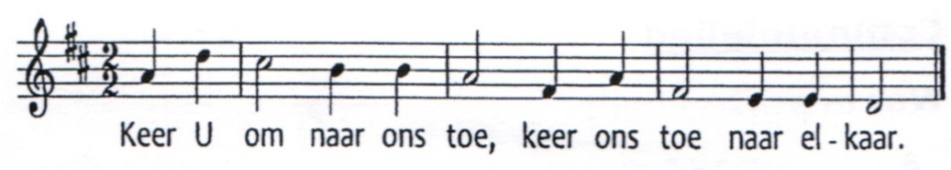 Keer U om naar ons toe, keer ons toe naar el-kaar.